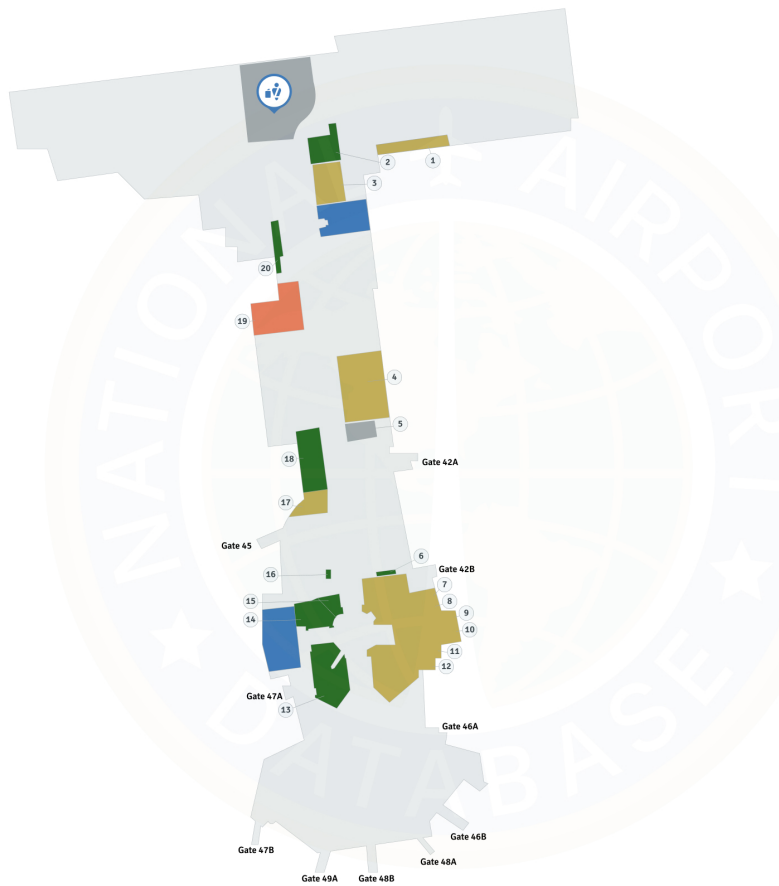 NATIONAL AIRPORT
DATABASE
1
2
3
20
19
4
5
18
Gate 42A
17
Gate 45
6
16
Gate 42B
7
15
8
14
9
10
11
12
Gate 47A
13
Gate 46A
Gate 46B
Gate 47B
Gate 48A
Gate 49A
Gate 48B